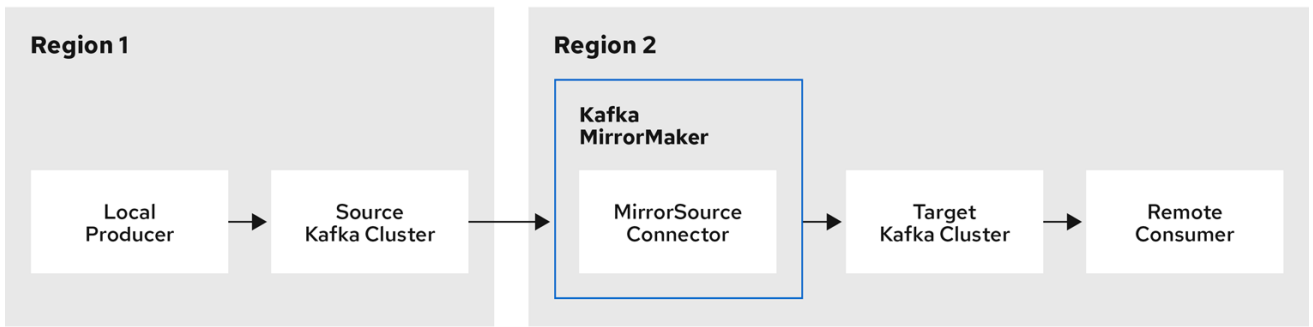 Region 1
Region 2
Kafka
MirrorMaker
Local
Producer
Source
Kafka Cluster
MirrorSource
Connector
Target
Kafka Cluster
Remote
Consumer